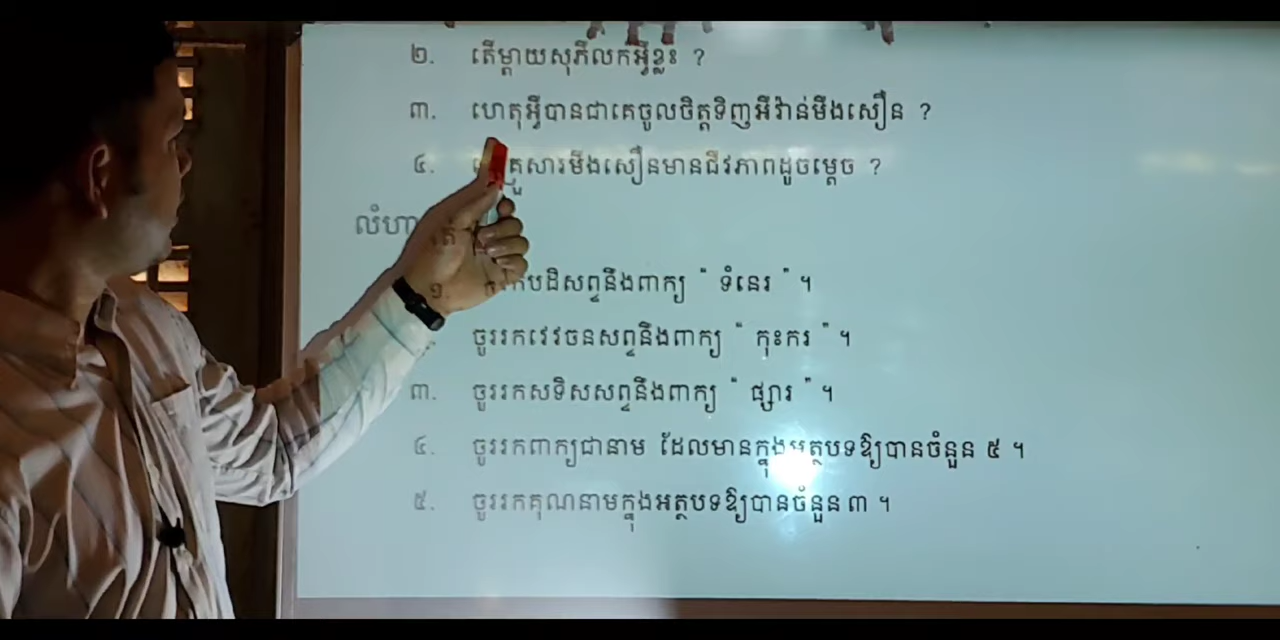 ២. តើម្ដាយសុភីលកអ្វីខ្លះ ?
៣. ហេតុអ្វីបានជាគេចូលចិត្តទិញអីវ៉ាន់មីងសឿន ?
៤. គ្រួសារមីងសឿនមានជីវភាពដូចម្ដេច ?
លំហា
១. បដិសព្ទនឹងពាក្យ " ទំនេរ " ។
ចូររកវេវចនសព្ទនឹងពាក្យ " កុះករ " ។
៣. ចូររកសទិសសព្ទនឹងពាក្យ " ផ្សារ " ។
៤. ចូររកពាក្យជានាម ដែលមានក្នុងអត្ថបទឱ្យបានចំនួន ៥ ។
៥. ចូររកគុណនាមក្នុងអត្ថបទឱ្យបានចំនួន ៣ ។